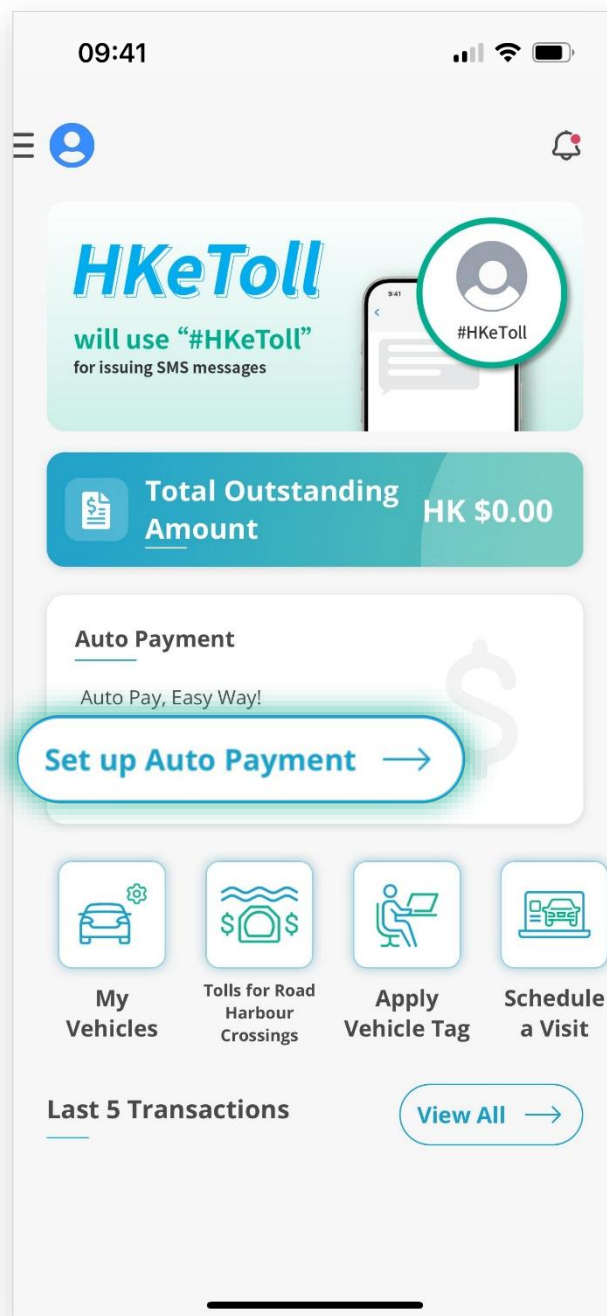 09:41
HKeToll
will use “#HKeToll”
for issuing SMS messages
9:41
#HKeToll
Total Outstanding
Amount
HK $0.00
Auto Payment
Auto Pay, Easy Way!
Set up Auto Payment
My
Vehicles
Tolls for Road
Harbour
Crossings
Apply
Vehicle Tag
Schedule
a Visit
Last 5 Transactions
View All